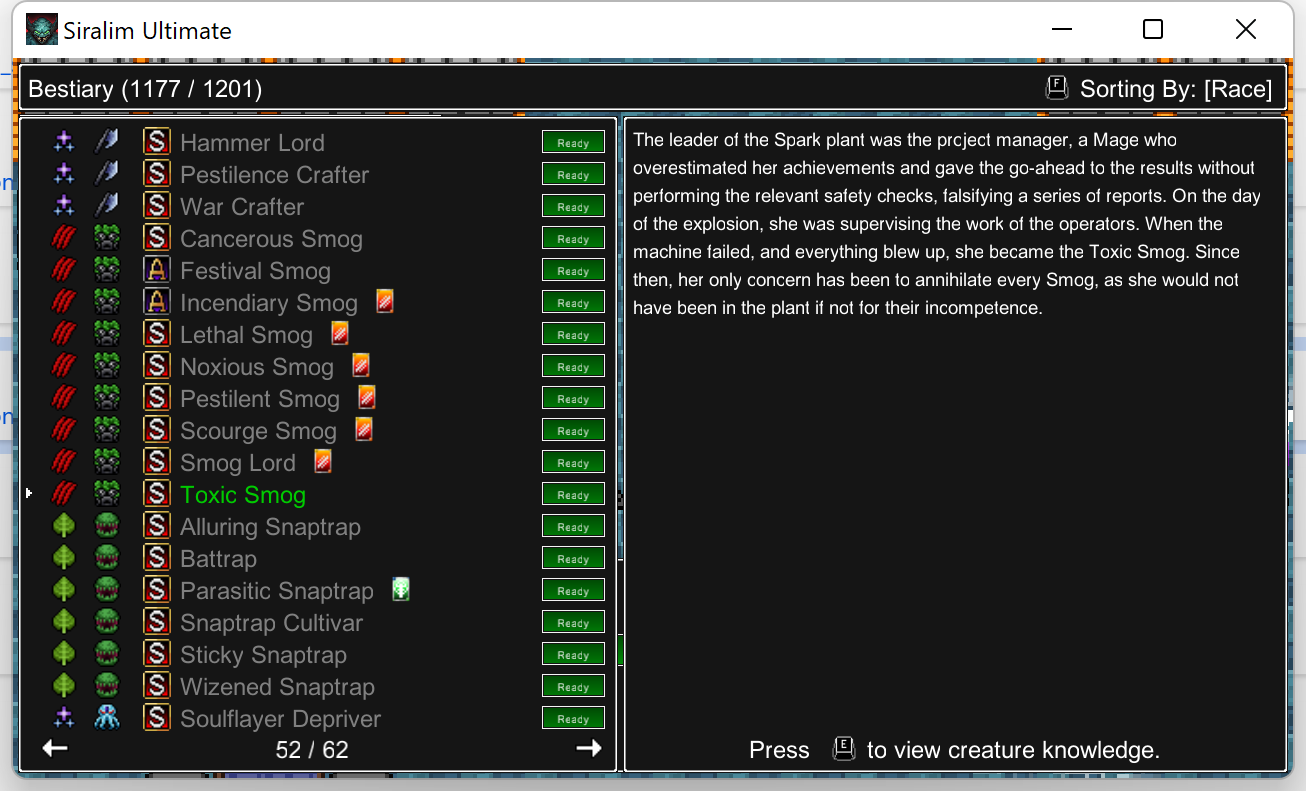 Siralim Ultimate
Bestiary (1177 / 1201)
F Sorting By: [Race]
S Hammer Lord Ready
S Pestilence Crafter Ready
S War Crafter Ready
S Cancerous Smog Ready
A Festival Smog Ready
A Incendiary Smog Ready
S Lethal Smog Ready
S Noxious Smog Ready
S Pestilent Smog Ready
S Scourge Smog Ready
S Smog Lord Ready
S Toxic Smog Ready
S Alluring Snaptrap Ready
S Battrap Ready
S Parasitic Snaptrap Ready
S Snaptrap Cultivar Ready
S Sticky Snaptrap Ready
S Wizened Snaptrap Ready
S Soulflayer Depriver Ready
52 / 62
The leader of the Spark plant was the project manager, a Mage who
overestimated her achievements and gave the go-ahead to the results without
performing the relevant safety checks, falsifying a series of reports. On the day
of the explosion, she was supervising the work of the operators. When the
machine failed, and everything blew up, she became the Toxic Smog. Since
then, her only concern has been to annihilate every Smog, as she would not
have been in the plant if not for their incompetence.
Press E to view creature knowledge.